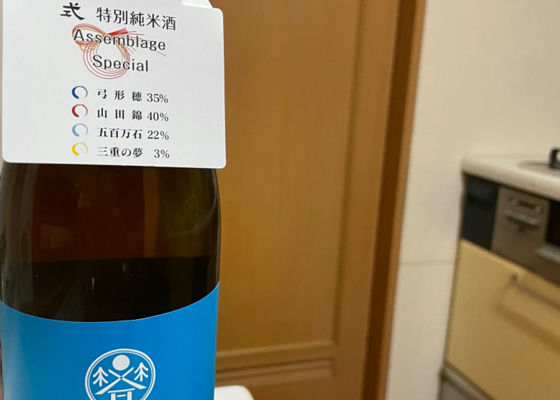 式 特別純米酒
Assemblage
Special
弓形穂 35%
山田錦 40%
五百万石 22%
三重の夢 3%